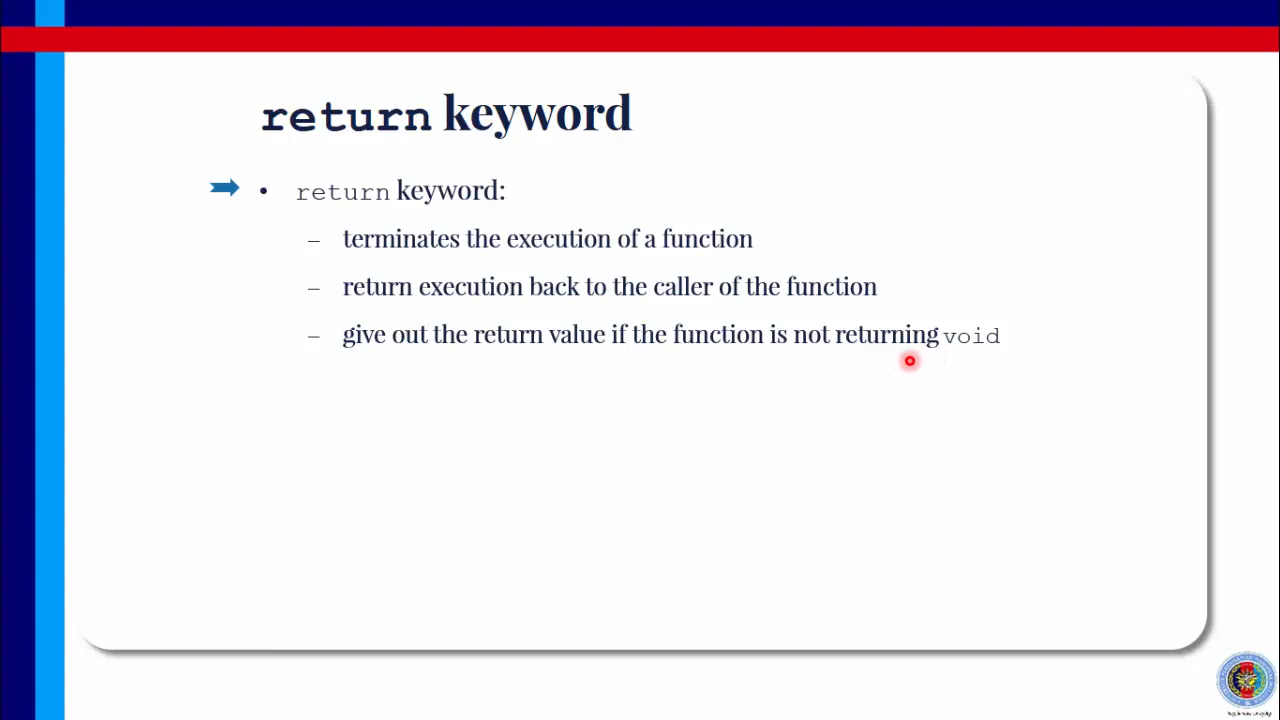 return keyword
• return keyword:
– terminates the execution of a function
– return execution back to the caller of the function
– give out the return value if the function is not returning void